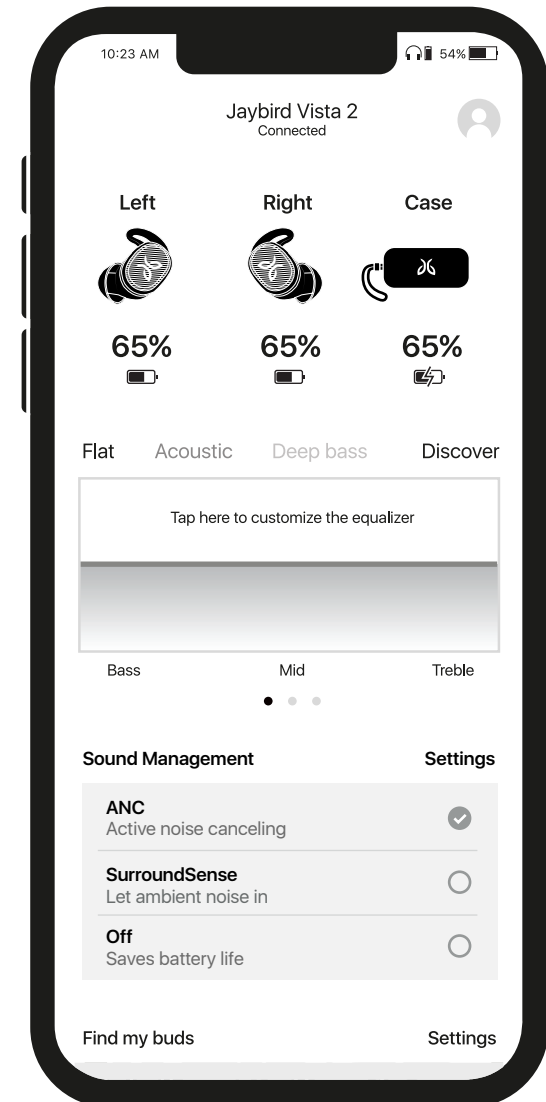 10:23 AM 54%
Jaybird Vista 2
Connected
Left Right Case
65% 65% 65%
Flat Acoustic Deep bass Discover
Tap here to customize the equalizer
Bass Mid Treble
Sound Management Settings
ANC
Active noise canceling
SurroundSense
Let ambient noise in
Off
Saves battery life
Find my buds Settings